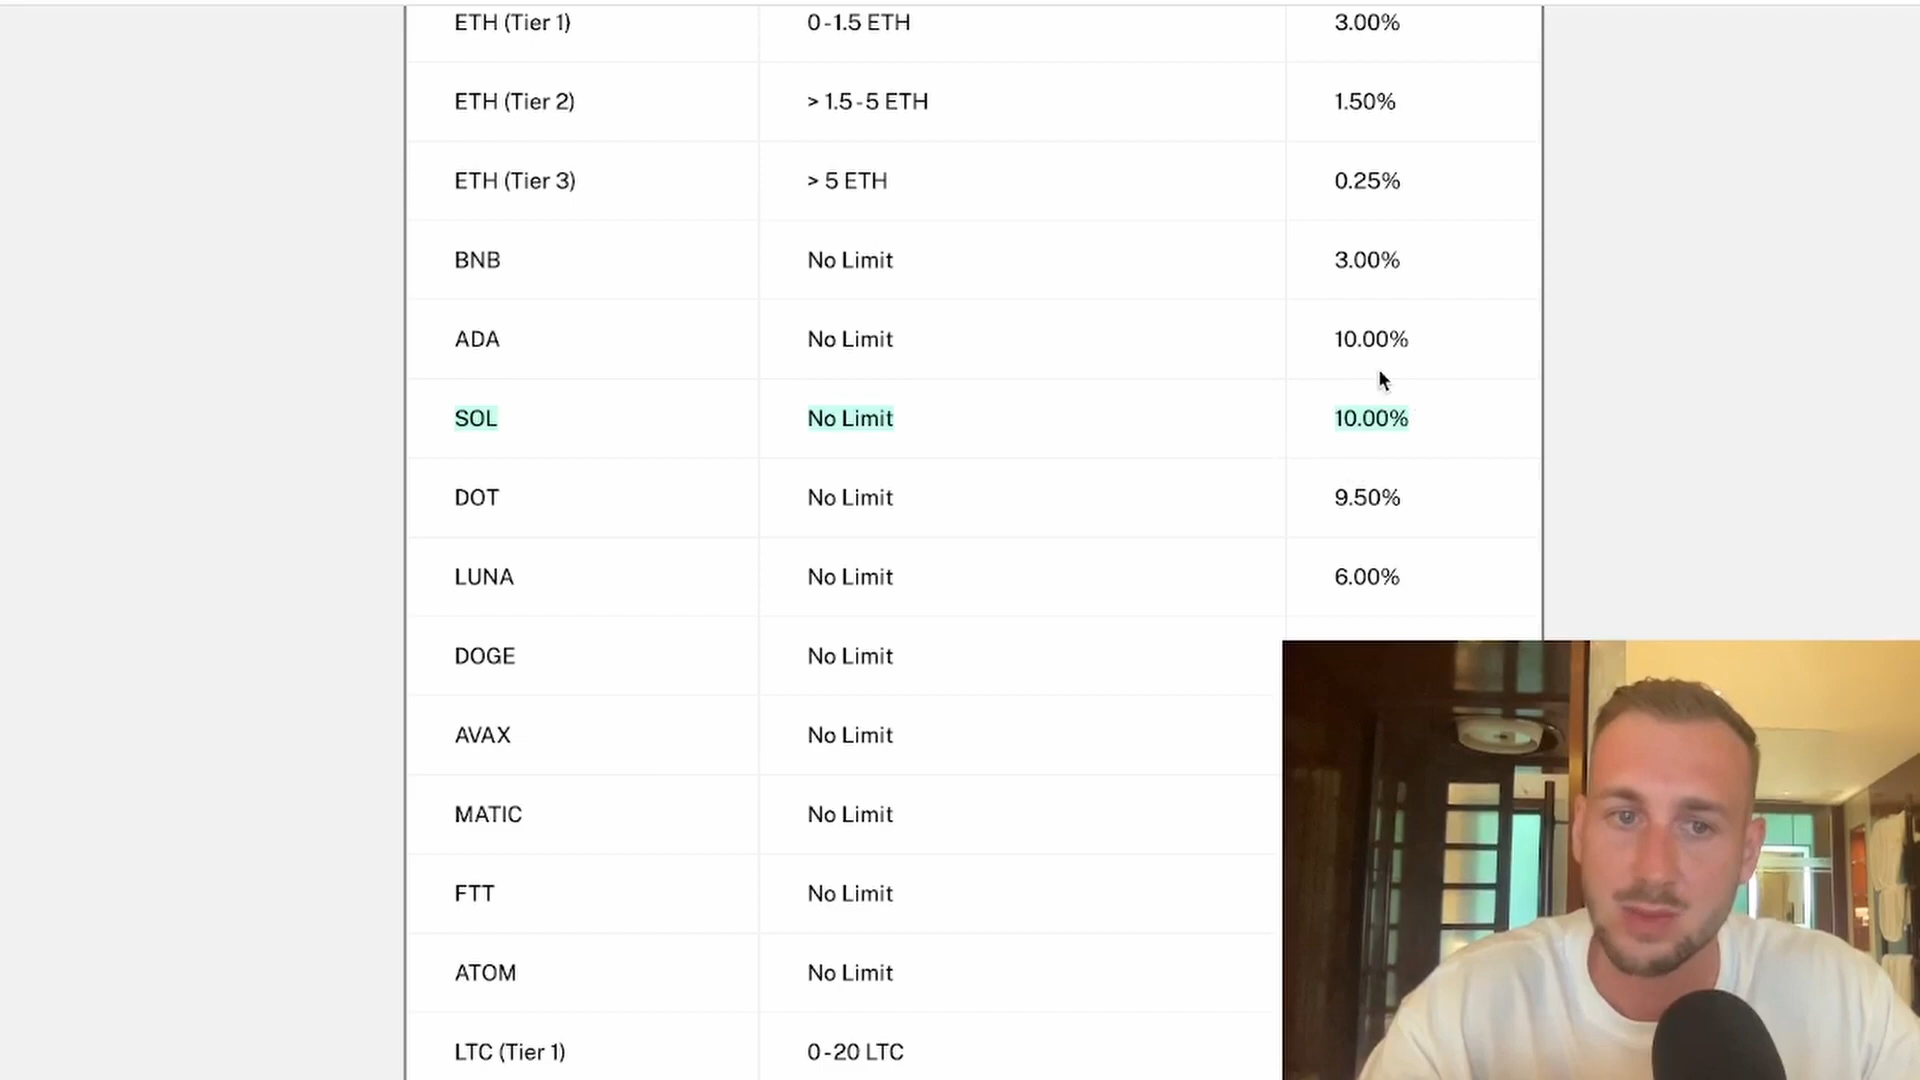 ETH (Tier 1) 0-1.5 ETH 3.00%
ETH (Tier 2) > 1.5-5 ETH 1.50%
ETH (Tier 3) > 5 ETH 0.25%
BNB No Limit 3.00%
ADA No Limit 10.00%
SOL No Limit 10.00%
DOT No Limit 9.50%
LUNA No Limit 6.00%
DOGE No Limit
AVAX No Limit
MATIC No Limit
FTT No Limit
ATOM No Limit
LTC (Tier 1) 0-20 LTC